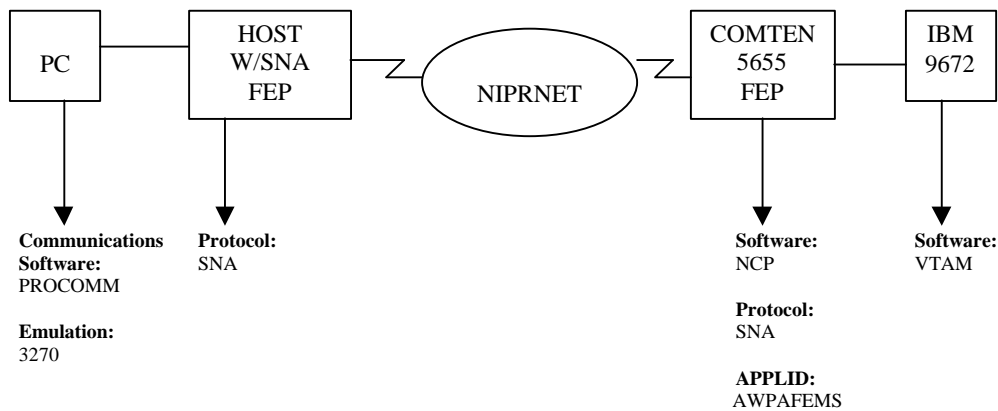 PC
HOST
W/SNA
FEP
NIPRNET
COMTEN
5655
FEP
IBM
9672
Communications
Software:
PROCOMM
Emulation:
3270
Protocol:
SNA
Software:
NCP
Protocol:
SNA
APPLID:
AWPAFEMS
Software:
VTAM